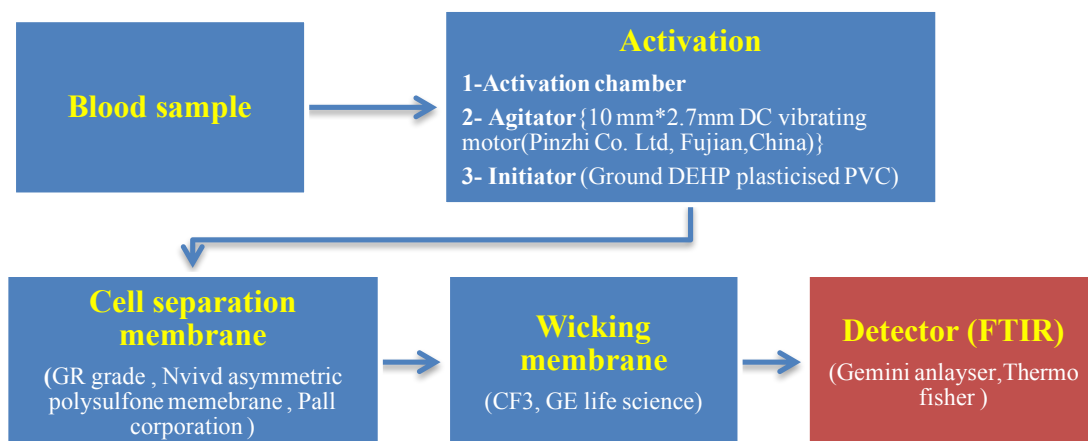 Blood sample
Activation
1-Activation chamber
2- Agitator{10 mm*2.7mm DC vibrating
motor(Pinzhi Co. Ltd, Fujian,China)}
3- Initiator (Ground DEHP plasticised PVC)
Cell separation
membrane
(GR grade , Nvivd asymmetric
polysulfone memebrane , Pall
corporation )
Wicking
membrane
(CF3, GE life science)
Detector (FTIR)
(Gemini anlayser,Thermo
fisher )